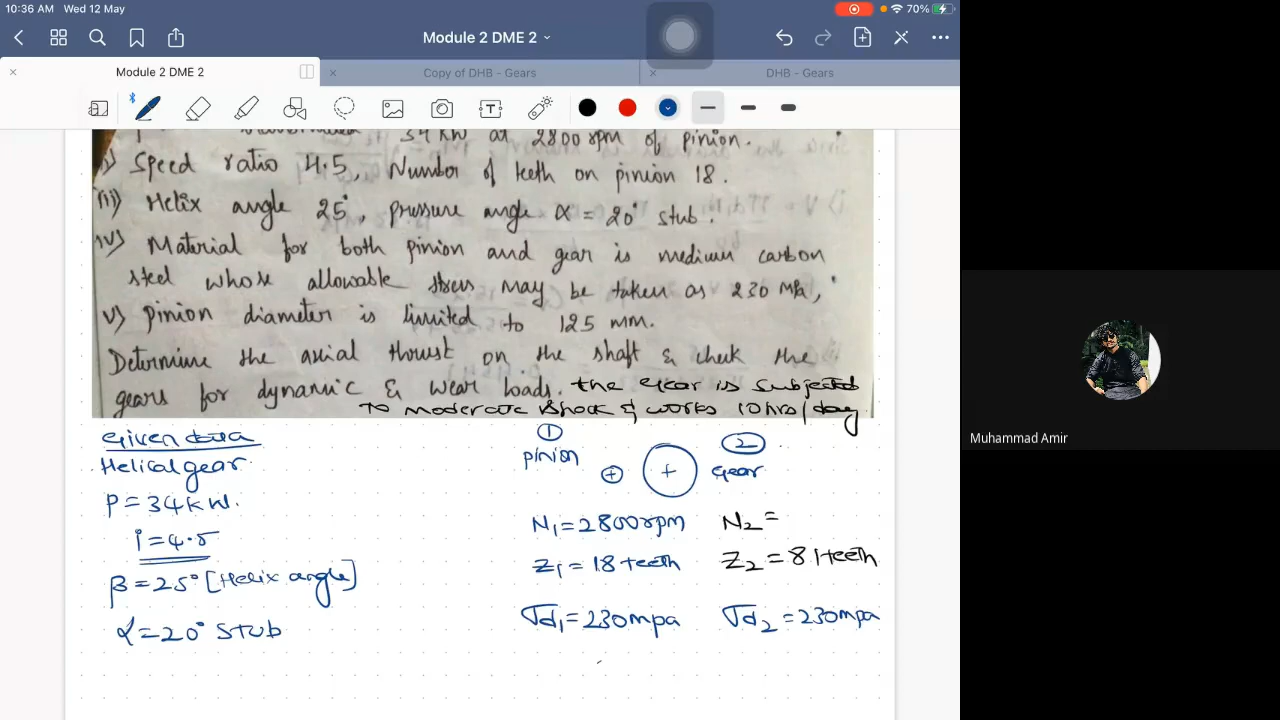 10:36 AM Wed 12 May
70%
Module 2 DME 2
Module 2 DME 2
Copy of DHB - Gears
DHB - Gears
34 kW at 2800 rpm of pinion.
Speed ratio 4.5, Number of teeth on pinion 18.
iii) Helix angle 25°, pressure angle α = 20° stub.
iv) Material for both pinion and gear is medium carbon
steel whose allowable stress may be taken as 230 MPa,
v) Pinion diameter is limited to 125 mm.
Determine the axial thrust on the shaft & check the
gears for dynamic & wear loads. the gear is subjected
to moderate shock & works 10 hrs/day
Given data
Helical gear
P = 34 kW.
i = 4.5
β = 25° [Helix angle]
α = 20° stub
① ②
pinion + + gear
N1 = 2800 rpm N2 =
Z1 = 18 teeth Z2 = 81 teeth
σd1 = 230 mpa σd2 = 230 mpa
Muhammad Amir